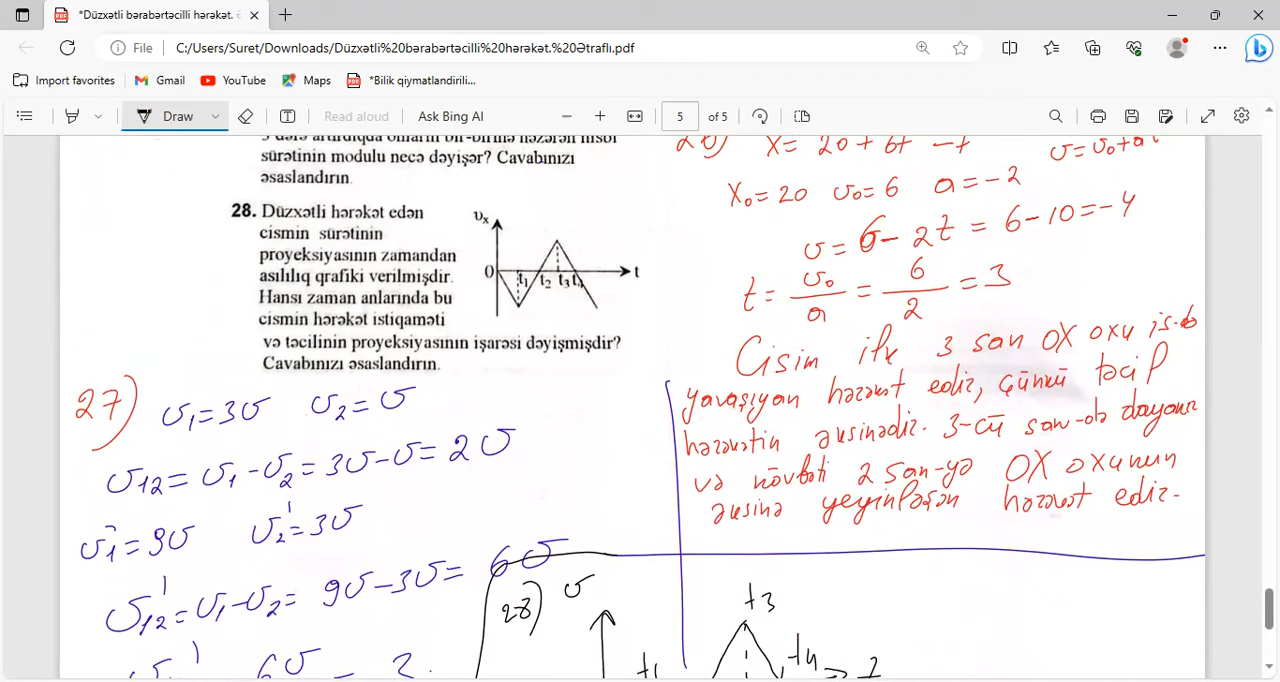 *Düzxətli bərabərtəcilli hərəkət. Ə
File
C:/Users/Suret/Downloads/Düzxətli%20bərabərtəcilli%20hərəkət.%20Ətraflı.pdf
Import favorites
Gmail
YouTube
Maps
*Bilik qiymatlandirili...
Draw
Read aloud
Ask Bing AI
5
of 5
sürətinin modulu necə dəyişər? Cavabınızı
əsaslandırın.
28. Düzxətli hərəkət edən
cismin sürətinin
proyeksiyasının zamandan
asılılıq qrafiki verilmişdir.
Hansı zaman anlarında bu
cismin hərəkət istiqaməti
və təcilinin proyeksiyasının işarəsi dəyişmişdir?
Cavabınızı əsaslandırın.
υx
0
t1 t2 t3 t4
t
X0=20 υ0=6 a=-2
υ=6-2t=6-10=-4
t=υ0/a=6/2=3
Cisim ilk 3 san OX oxu is-də
yavaşıyan hərəkət edir, çünki təcil
hərəkətin əksinədir. 3-cü san-də dayanır
və növbəti 2 san-yə OX oxunun
əksinə yeyinləşən hərəkət edir.
27) υ1=3υ υ2=υ
υ12=υ1-υ2=3υ-υ=2υ
υ1'=9υ υ2'=3υ
υ12'=υ1-υ2=9υ-3υ=6υ
28) υ
t3
t4